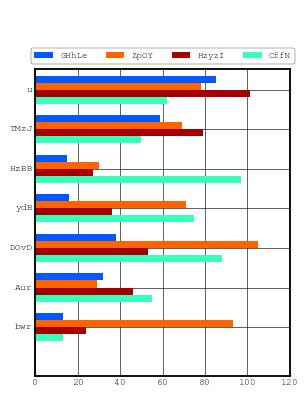 GHhLe ZpOY HzyzI CffN
u
TMzJ
HzBB
ydB
DOvD
Aur
bwr
0 20 40 60 80 100 120